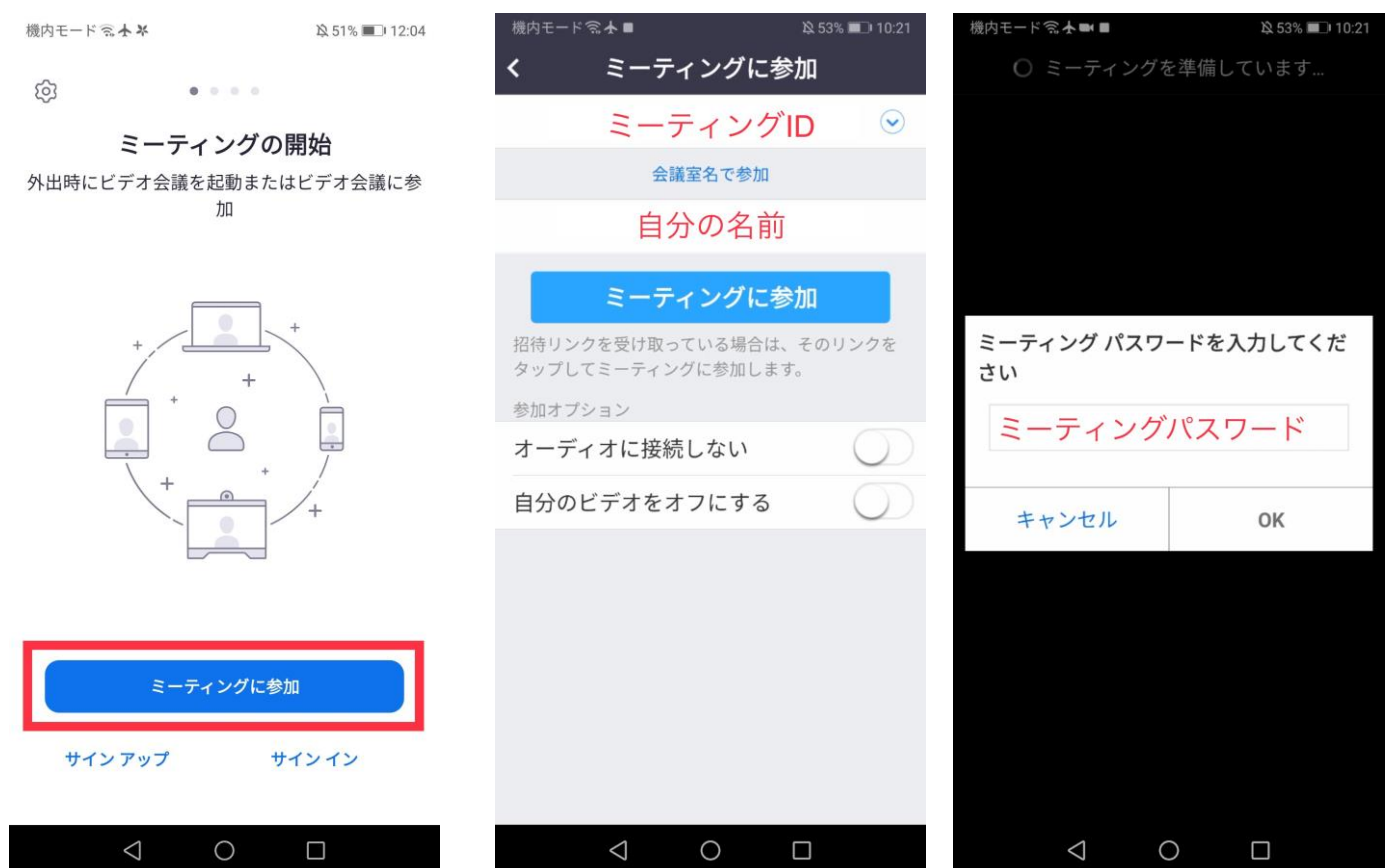 機内モード 51% 12:04
ミーティングの開始
外出時にビデオ会議を起動またはビデオ会議に参
加
ミーティングに参加
サイン アップ サイン イン
機内モード 53% 10:21
ミーティングに参加
ミーティングID
会議室名で参加
自分の名前
ミーティングに参加
招待リンクを受け取っている場合は、そのリンクを
タップしてミーティングに参加します。
参加オプション
オーディオに接続しない
自分のビデオをオフにする
機内モード 53% 10:21
ミーティングを準備しています...
ミーティング パスワードを入力してくだ
さい
ミーティングパスワード
キャンセル OK